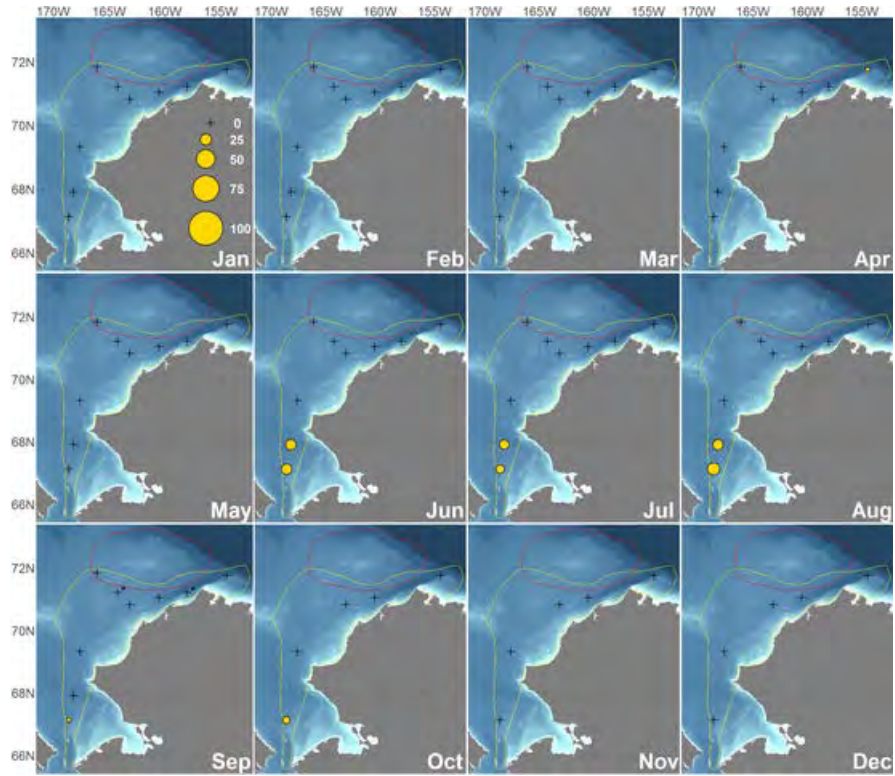 170W 165W 160W 155W 170W 165W 160W 155W 170W 165W 160W 155W 170W 165W 160W 155W
72N
0
25
70N
50
75
68N
100
66N
Jan Feb Mar Apr
72N
70N
68N
66N
May Jun Jul Aug
72N
70N
68N
66N
Sep Oct Nov Dec